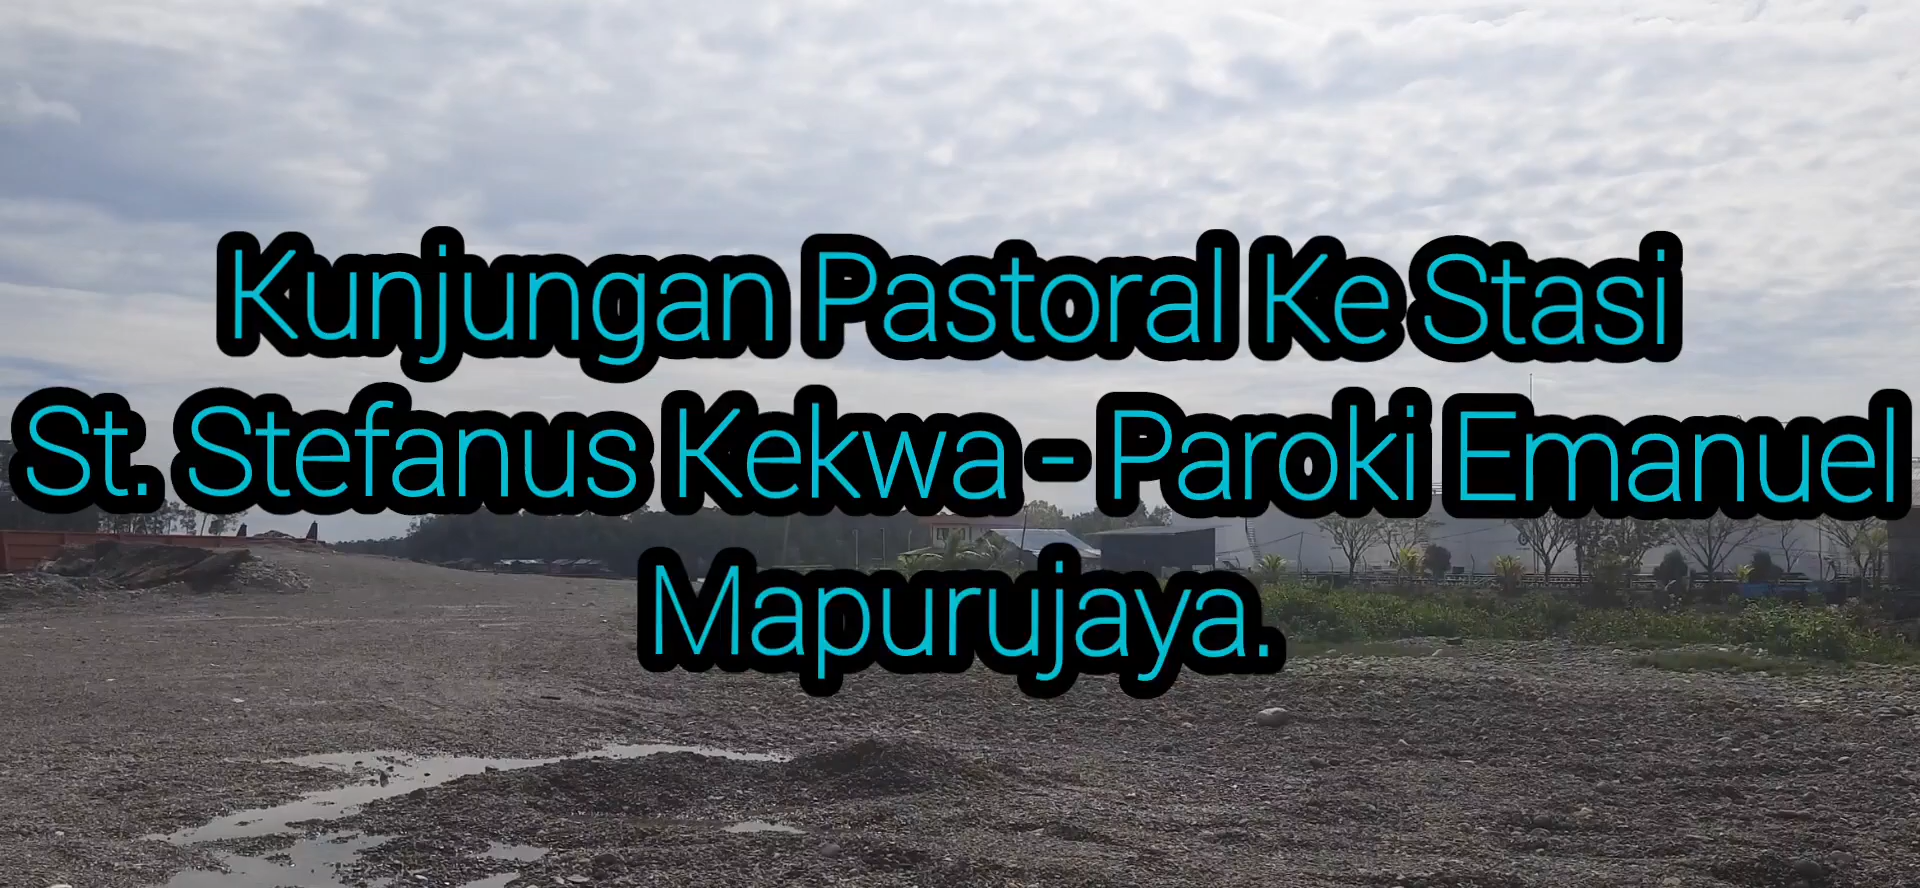 Kunjungan Pastoral Ke Stasi
St. Stefanus Kekwa - Paroki Emanuel
Mapurujaya.